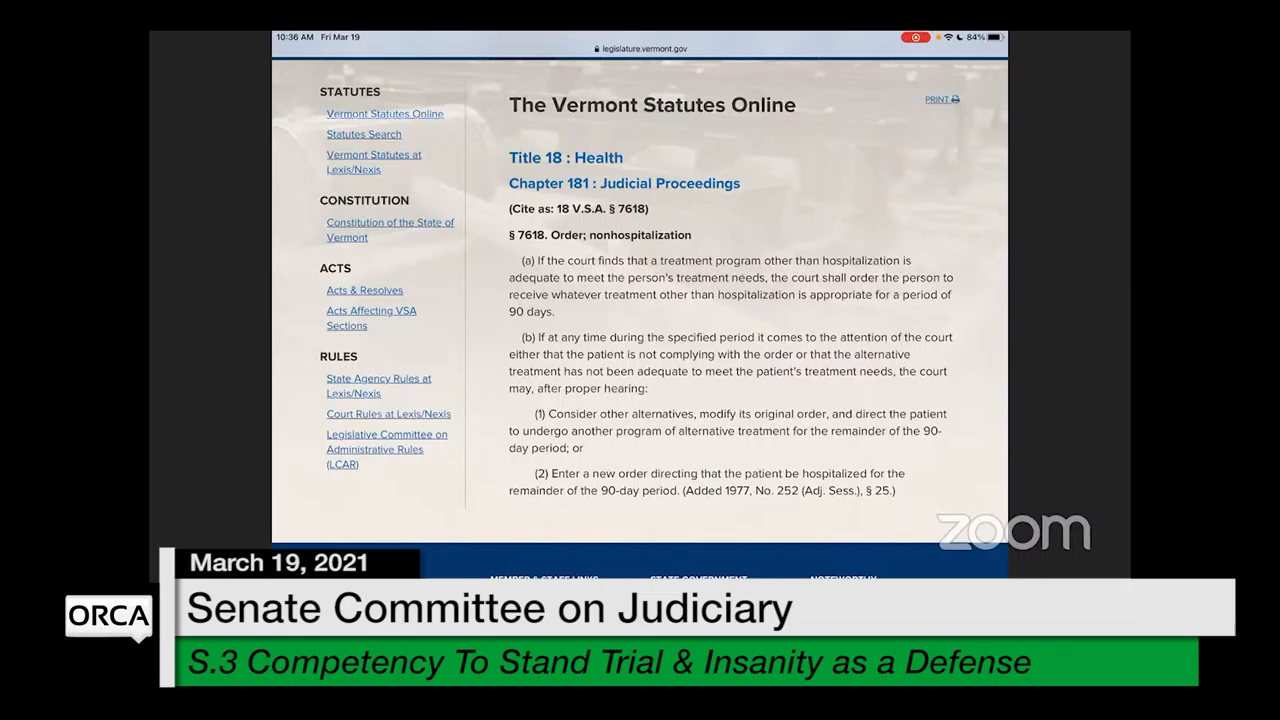 10:36 AM Fri Mar 19
84%
legislature.vermont.gov
STATUTES
Vermont Statutes Online
Statutes Search
Vermont Statutes at
Lexis/Nexis
CONSTITUTION
Constitution of the State of
Vermont
ACTS
Acts & Resolves
Acts Affecting VSA
Sections
RULES
State Agency Rules at
Lexis/Nexis
Court Rules at Lexis/Nexis
Legislative Committee on
Administrative Rules
(LCAR)
The Vermont Statutes Online
PRINT
Title 18 : Health
Chapter 181 : Judicial Proceedings
(Cite as: 18 V.S.A. § 7618)
§ 7618. Order; nonhospitalization
(a) If the court finds that a treatment program other than hospitalization is
adequate to meet the person's treatment needs, the court shall order the person to
receive whatever treatment other than hospitalization is appropriate for a period of
90 days.
(b) If at any time during the specified period it comes to the attention of the court
either that the patient is not complying with the order or that the alternative
treatment has not been adequate to meet the patient's treatment needs, the court
may, after proper hearing:
(1) Consider other alternatives, modify its original order, and direct the patient
to undergo another program of alternative treatment for the remainder of the 90-
day period; or
(2) Enter a new order directing that the patient be hospitalized for the
remainder of the 90-day period. (Added 1977, No. 252 (Adj. Sess.), § 25.)
zoom
MEMBER & STAFF LINKS STATE GOVERNMENT NOTEWORTHY
March 19, 2021
ORCA
Senate Committee on Judiciary
S.3 Competency To Stand Trial & Insanity as a Defense